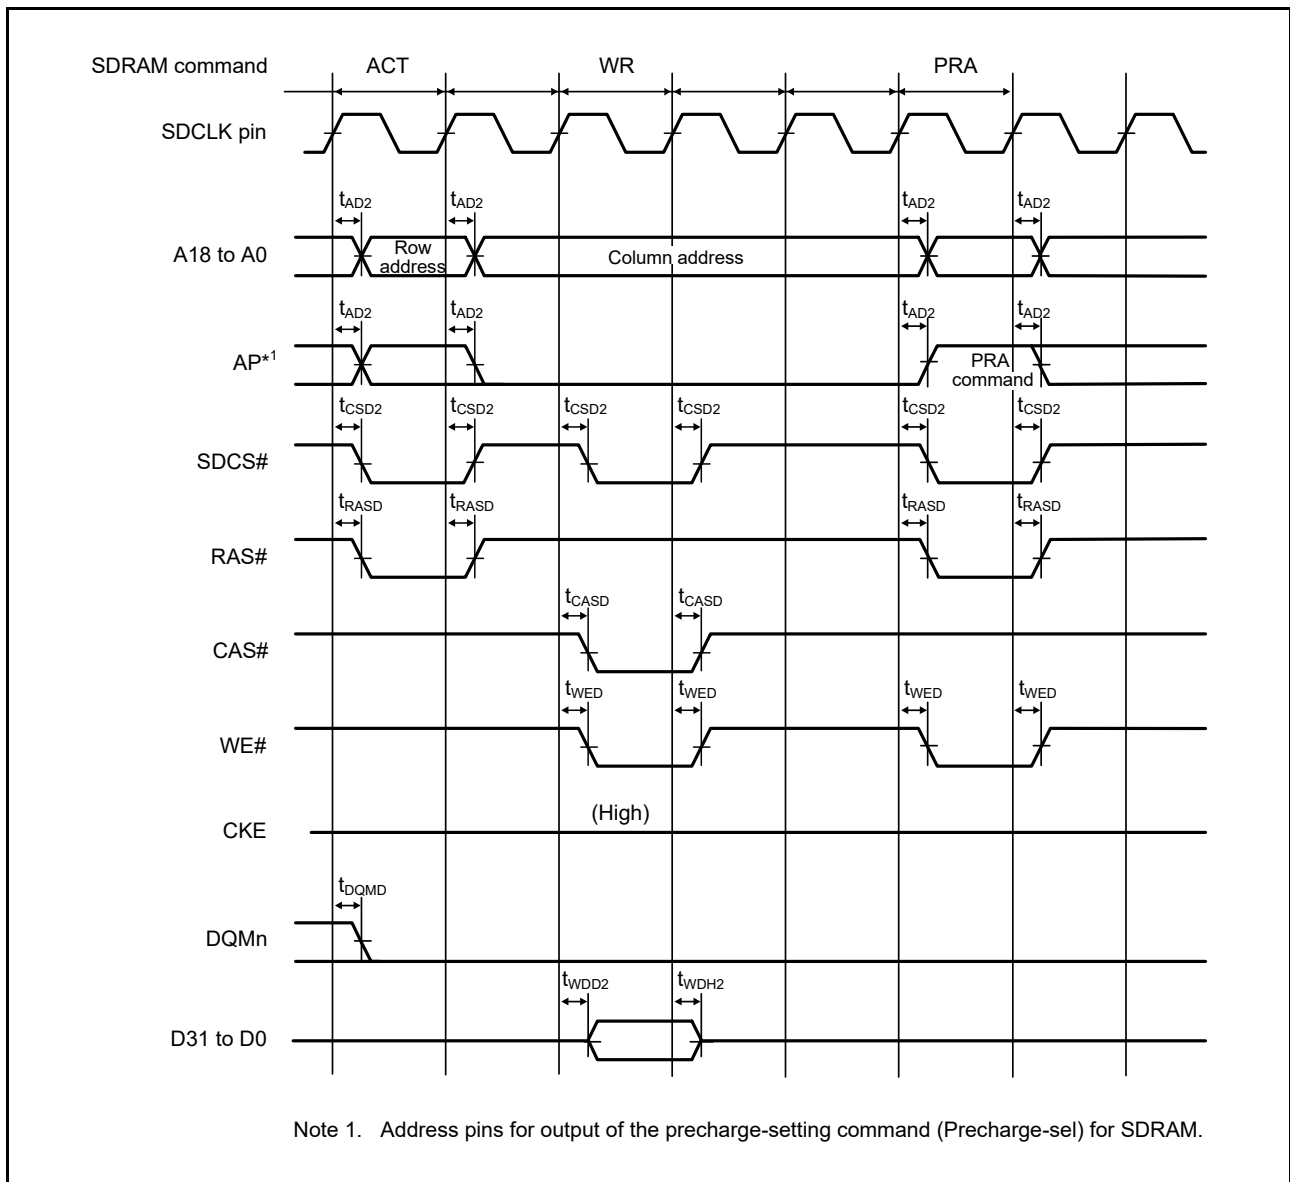 SDRAM command ACT WR PRA
SDCLK pin
tAD2 tAD2 tAD2 tAD2
A18 to A0 Row address Column address
tAD2 tAD2 tAD2 tAD2
AP*1 PRA command
tCSD2 tCSD2 tCSD2 tCSD2 tCSD2 tCSD2
SDCS#
tRASD tRASD tRASD tRASD
RAS#
tCASD tCASD
CAS#
tWED tWED tWED tWED
WE#
(High)
CKE
tDQMD
DQMn
tWDD2 tWDH2
D31 to D0
Note 1. Address pins for output of the precharge-setting command (Precharge-sel) for SDRAM.